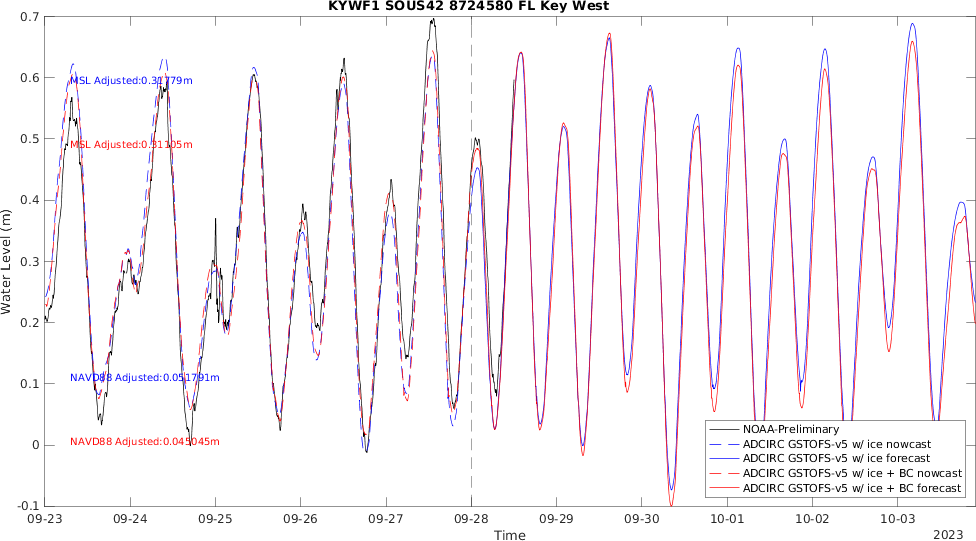 KYWF1 SOUS42 8724580 FL Key West
0.7
0.6
0.5
0.4
0.3
0.2
0.1
0
-0.1
Water Level (m)
MSL Adjusted:0.31779m
MSL Adjusted:0.31105m
NAVD88 Adjusted:0.051791m
NAVD88 Adjusted:0.045045m
NOAA-Preliminary
ADCIRC GSTOFS-v5 w/ ice nowcast
ADCIRC GSTOFS-v5 w/ ice forecast
ADCIRC GSTOFS-v5 w/ ice + BC nowcast
ADCIRC GSTOFS-v5 w/ ice + BC forecast
09-23 09-24 09-25 09-26 09-27 09-28 09-29 09-30 10-01 10-02 10-03
Time
2023